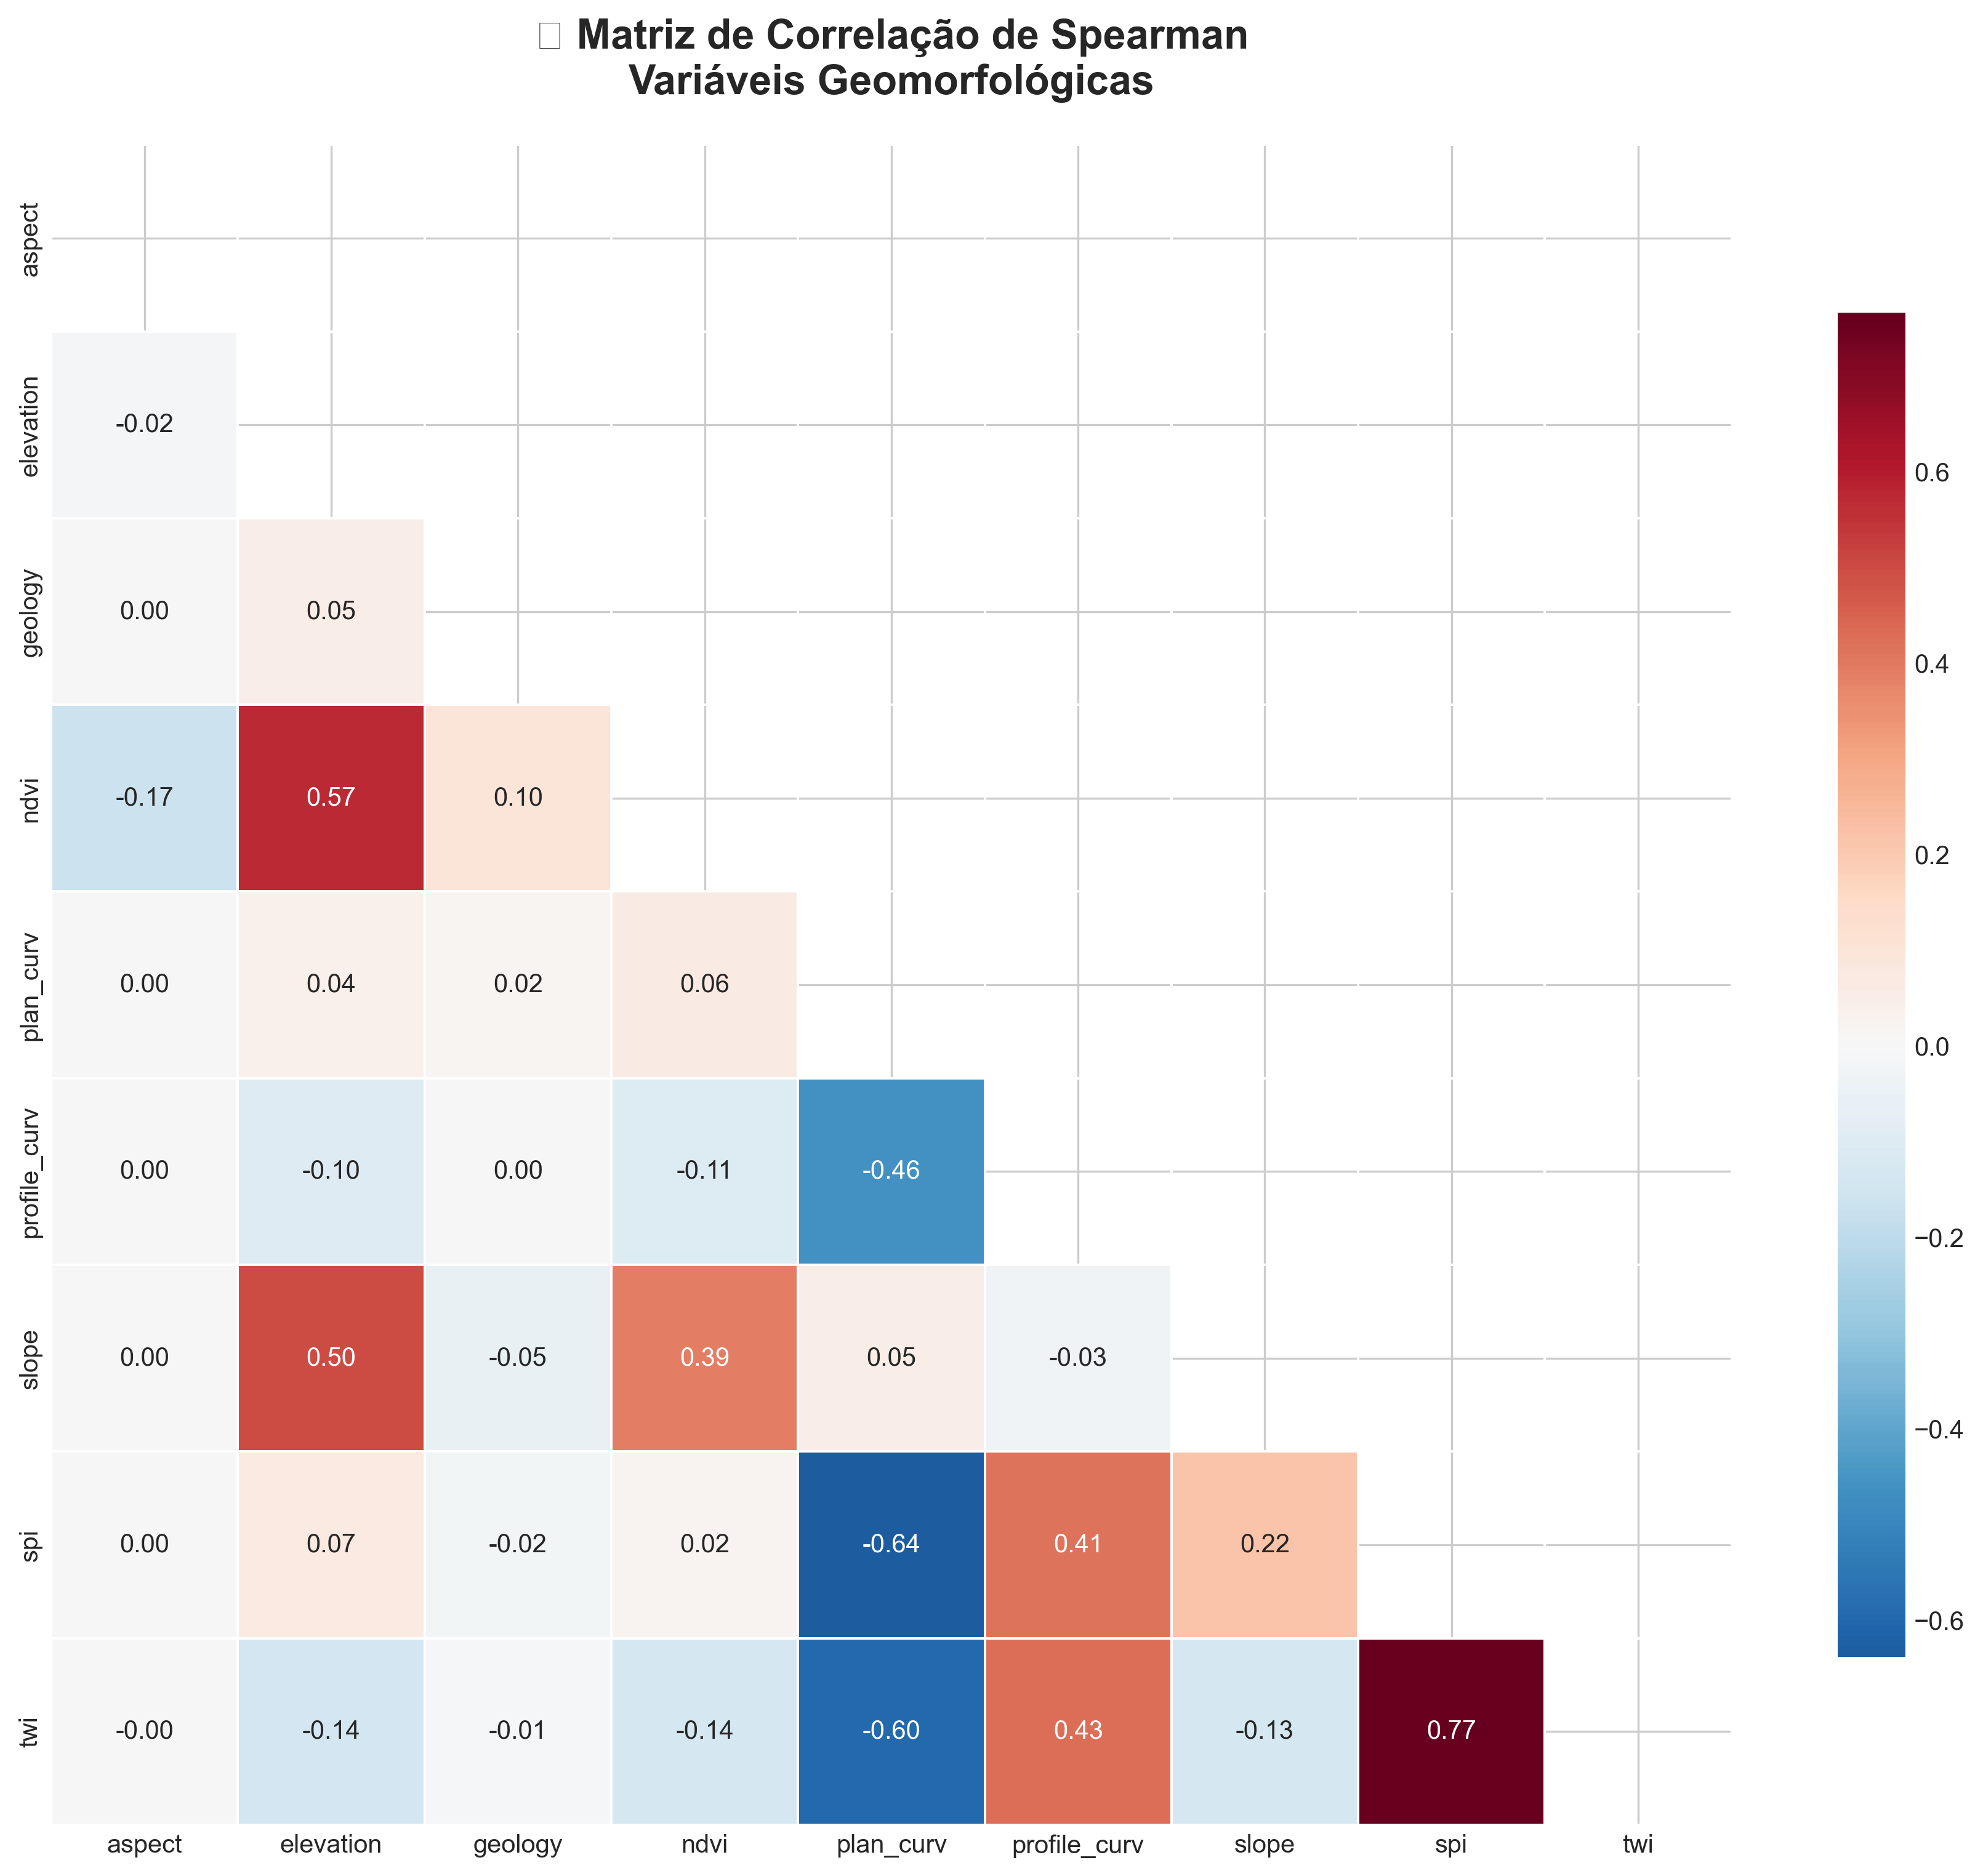 Matriz de Correlação de Spearman
Variáveis Geomorfológicas
aspect
elevation
-0.02
geology
0.00 0.05
ndvi
-0.17 0.57 0.10
plan_curv
0.00 0.04 0.02 0.06
profile_curv
0.00 -0.10 0.00 -0.11 -0.46
slope
0.00 0.50 -0.05 0.39 0.05 -0.03
spi
0.00 0.07 -0.02 0.02 -0.64 0.41 0.22
twi
-0.00 -0.14 -0.01 -0.14 -0.60 0.43 -0.13 0.77
aspect elevation geology ndvi plan_curv profile_curv slope spi twi
0.6
0.4
0.2
0.0
−0.2
−0.4
−0.6